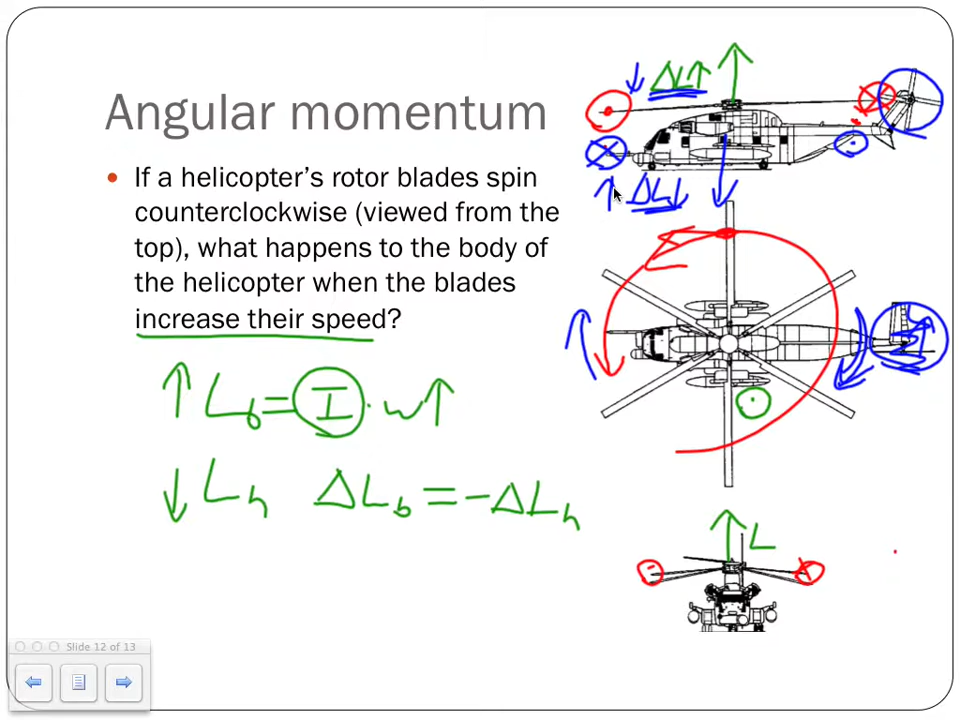 Angular momentum
If a helicopter's rotor blades spin
counterclockwise (viewed from the
top), what happens to the body of
the helicopter when the blades
increase their speed?
↑ L_b = I · ω ↑
↓ L_h ΔL_b = -ΔL_h
↓ ΔL ↑
↑ ΔL ↓
↑ L
Slide 12 of 13